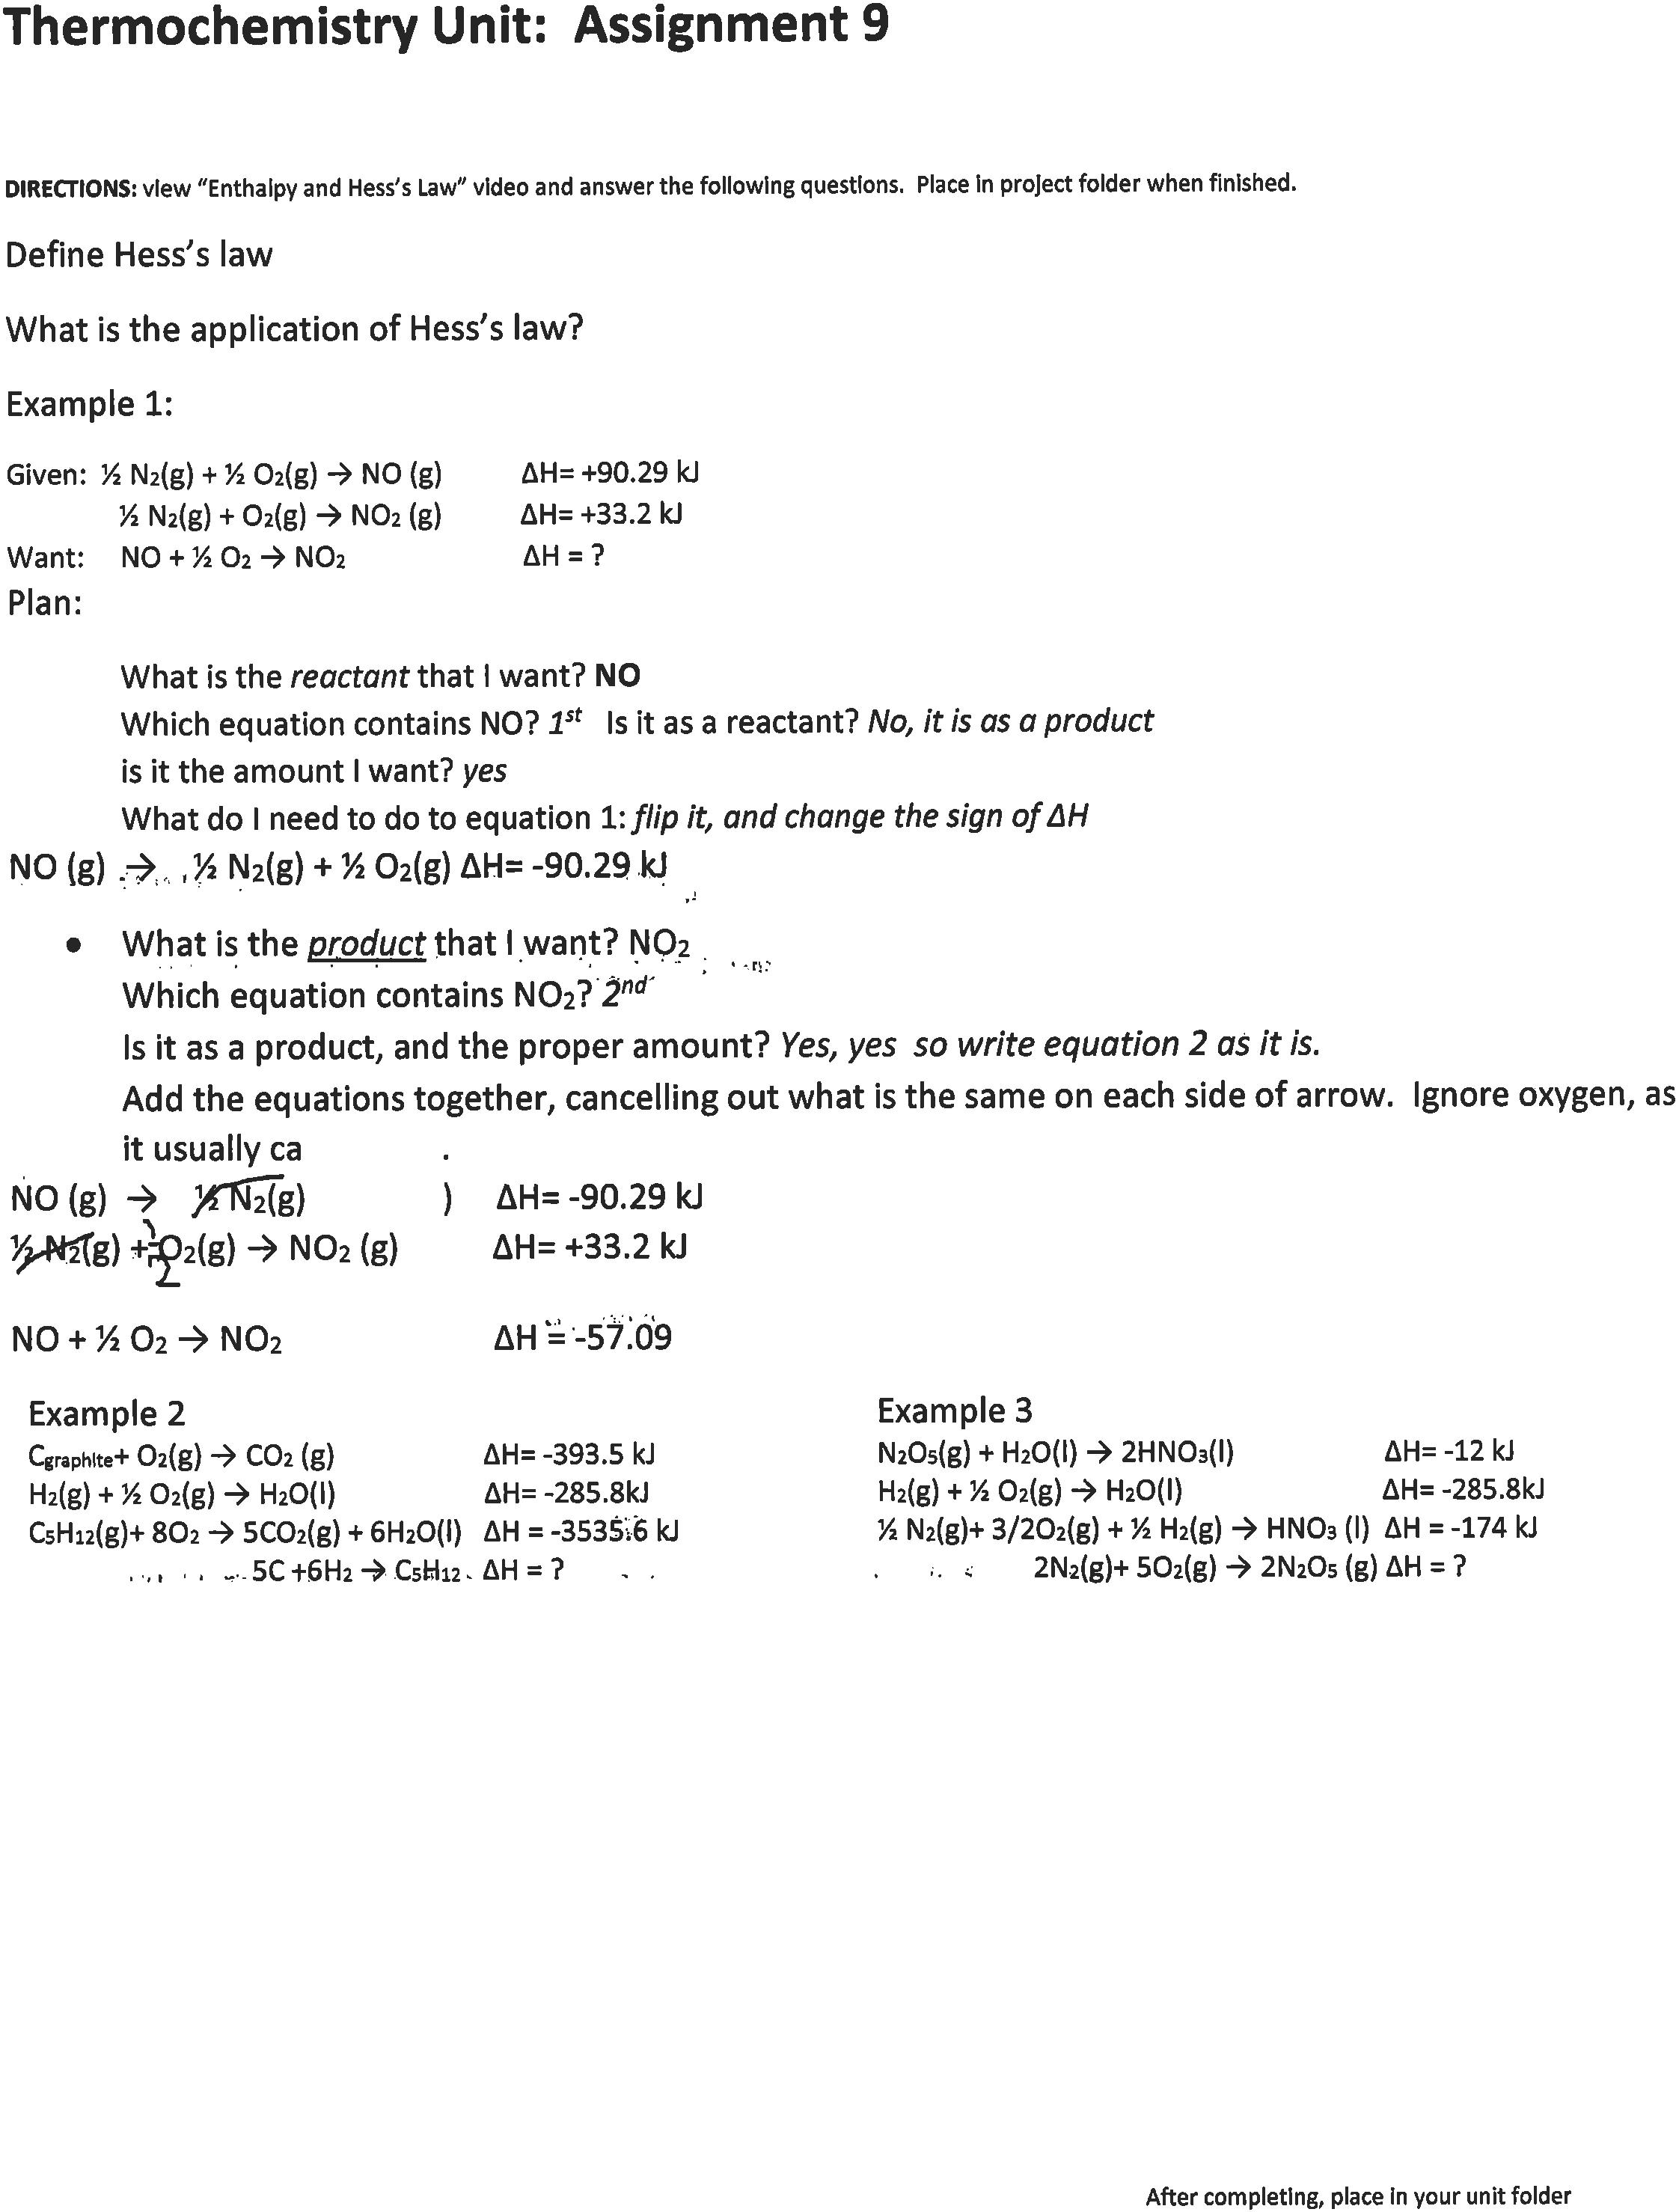 Thermochemistry Unit: Assignment 9
DIRECTIONS: view "Enthalpy and Hess's Law" video and answer the following questions. Place in project folder when finished.
Define Hess's law
What is the application of Hess's law?
Example 1:
Given: ½ N₂(g) + ½ O₂(g) → NO (g) ΔH= +90.29 kJ
½ N₂(g) + O₂(g) → NO₂ (g) ΔH= +33.2 kJ
Want: NO + ½ O₂ → NO₂ ΔH = ?
Plan:
What is the reactant that I want? NO
Which equation contains NO? 1st Is it as a reactant? No, it is as a product
is it the amount I want? yes
What do I need to do to equation 1: flip it, and change the sign of ΔH
NO (g) → ½ N₂(g) + ½ O₂(g) ΔH= -90.29 kJ
• What is the product that I want? NO₂
Which equation contains NO₂? 2nd
Is it as a product, and the proper amount? Yes, yes so write equation 2 as it is.
Add the equations together, cancelling out what is the same on each side of arrow. Ignore oxygen, as
it usually ca
NO (g) → ½ N₂(g) ) ΔH= -90.29 kJ
½ N₂(g) + ½ O₂(g) → NO₂ (g) ΔH= +33.2 kJ
NO + ½ O₂ → NO₂ ΔH = -57.09
Example 2
Cgraphite+ O₂(g) → CO₂ (g) ΔH= -393.5 kJ
H₂(g) + ½ O₂(g) → H₂O(l) ΔH= -285.8kJ
C₅H₁₂(g)+ 8O₂ → 5CO₂(g) + 6H₂O(l) ΔH = -3535.6 kJ
5C +6H₂ → C₅H₁₂ ΔH = ?
Example 3
N₂O₅(g) + H₂O(l) → 2HNO₃(l) ΔH= -12 kJ
H₂(g) + ½ O₂(g) → H₂O(l) ΔH= -285.8kJ
½ N₂(g)+ 3/2O₂(g) + ½ H₂(g) → HNO₃ (l) ΔH = -174 kJ
2N₂(g)+ 5O₂(g) → 2N₂O₅ (g) ΔH = ?
After completing, place in your unit folder